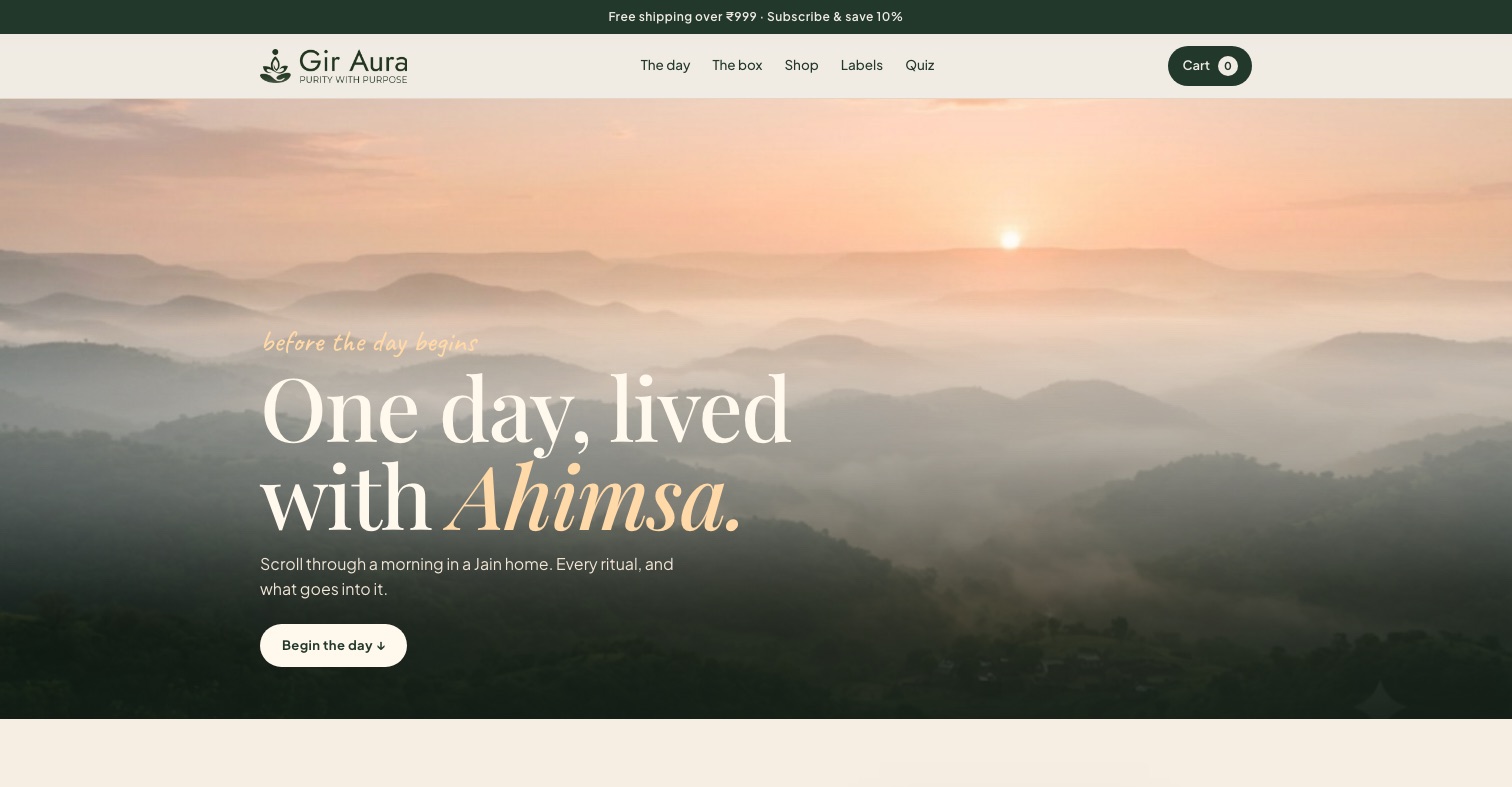 Free shipping over ₹999 · Subscribe & save 10%
Gir Aura
PURITY WITH PURPOSE
The day
The box
Shop
Labels
Quiz
Cart 0
before the day begins
One day, lived
with Ahimsa.
Scroll through a morning in a Jain home. Every ritual, and
what goes into it.
Begin the day ↓